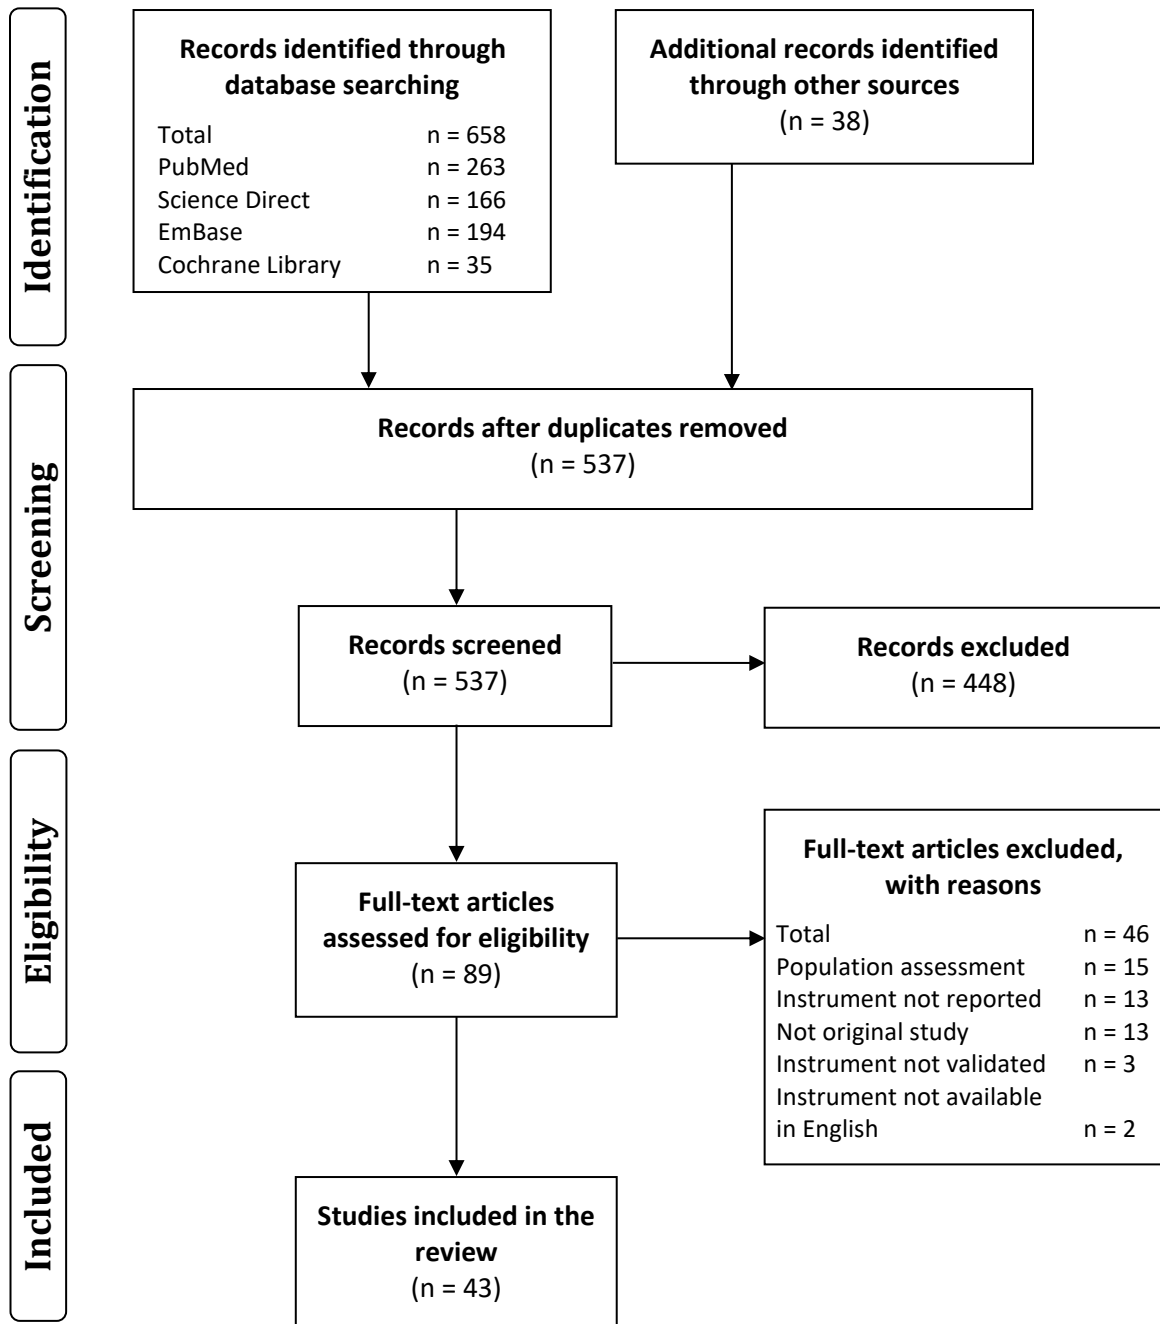 Identification
Records identified through
database searching
Total n = 658
PubMed n = 263
Science Direct n = 166
EmBase n = 194
Cochrane Library n = 35
Additional records identified
through other sources
(n = 38)
Screening
Records after duplicates removed
(n = 537)
Records screened
(n = 537)
Records excluded
(n = 448)
Eligibility
Full-text articles
assessed for eligibility
(n = 89)
Full-text articles excluded,
with reasons
Total n = 46
Population assessment n = 15
Instrument not reported n = 13
Not original study n = 13
Instrument not validated n = 3
Instrument not available
in English n = 2
Included
Studies included in the
review
(n = 43)